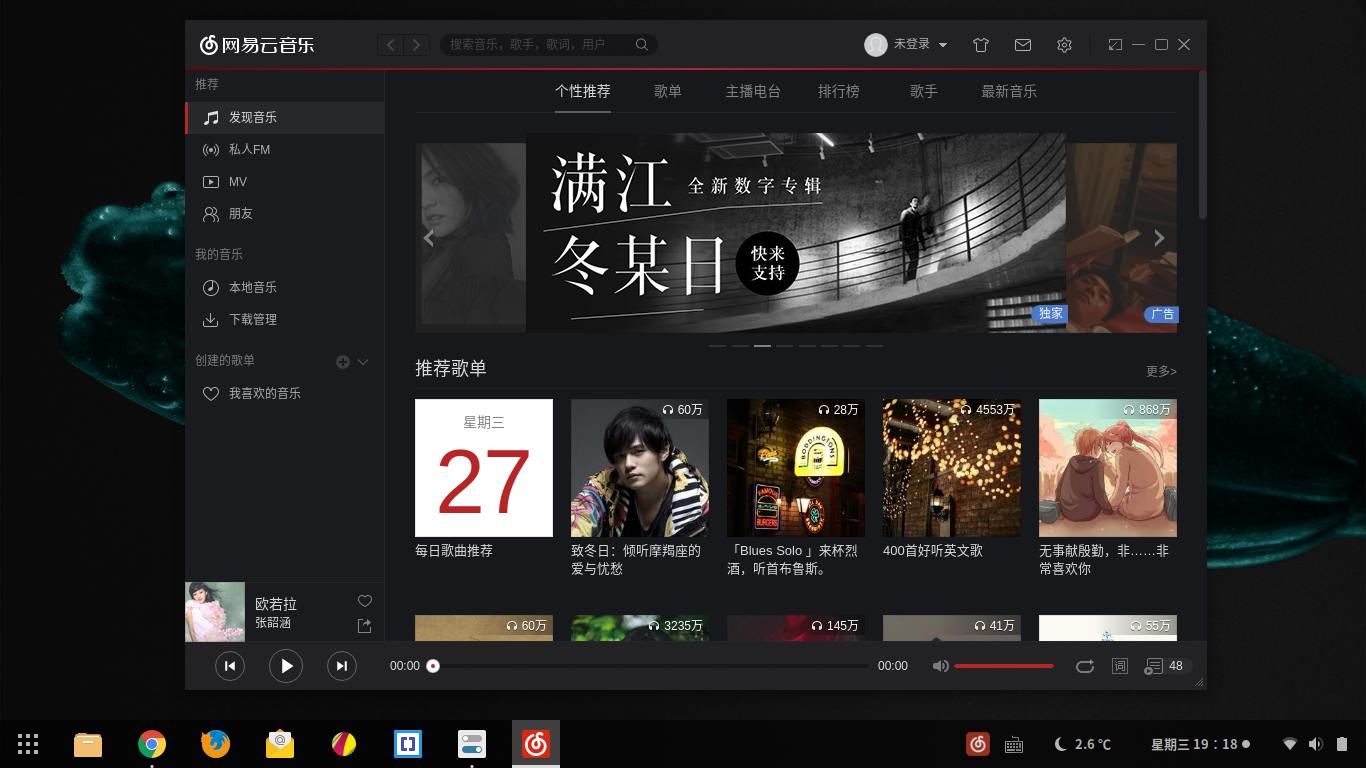 网易云音乐
搜索音乐，歌手，歌词，用户
未登录
推荐
发现音乐
私人FM
MV
朋友
我的音乐
本地音乐
下载管理
创建的歌单
我喜欢的音乐
个性推荐 歌单 主播电台 排行榜 歌手 最新音乐
满江 全新数字专辑
冬某日
快来
支持
独家
广告
推荐歌单
更多>
星期三
27
每日歌曲推荐
60万
致冬日：倾听摩羯座的
爱与忧愁
28万
BODDINGTONS
FAMOUS
BURGERS
「Blues Solo 」来杯烈
酒，听首布鲁斯。
4553万
400首好听英文歌
868万
无事献殷勤，非……非
常喜欢你
60万 3235万 145万 41万 55万
欧若拉
张韶涵
00:00 00:00 词 48
2.6 ℃ 星期三 19：18